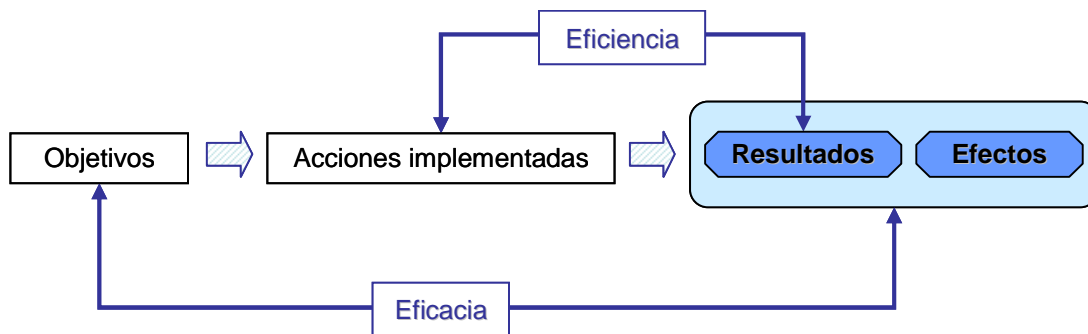 Eficiencia
Objetivos
Acciones implementadas
Resultados
Efectos
Eficacia